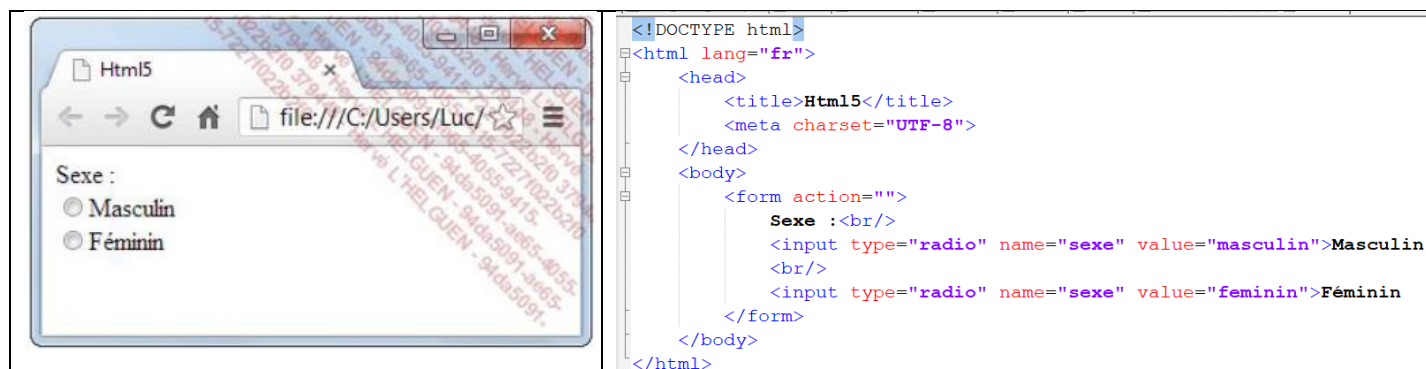 Html5
file:///C:/Users/Luc/
Sexe :
Masculin
Féminin
<!DOCTYPE html>
<html lang="fr">
<head>
<title>Html5</title>
<meta charset="UTF-8">
</head>
<body>
<form action="">
Sexe :<br/>
<input type="radio" name="sexe" value="masculin">Masculin
<br/>
<input type="radio" name="sexe" value="feminin">Féminin
</form>
</body>
</html>